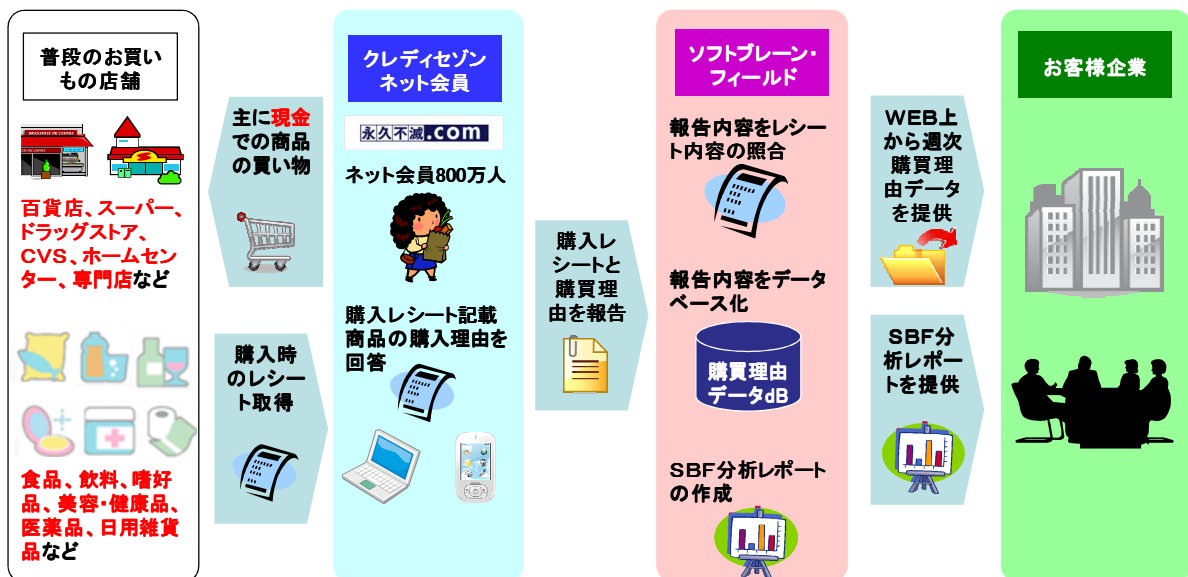 普段のお買い
もの店舗
百貨店、スーパー、
ドラッグストア、
CVS、ホームセン
ター、専門店など
食品、飲料、嗜好
品、美容・健康品、
医薬品、日用雑貨
品など
主に現金
での商品
の買い物
購入時
のレシー
ト取得
クレディセゾン
ネット会員
永久不滅.com
ネット会員800万人
購入レシート記載
商品の購入理由を
回答
購入レ
シートと
購買理
由を報告
ソフトブレーン・
フィールド
報告内容をレシー
ト内容の照合
報告内容をデータ
ベース化
購買理由
データdB
SBF分析レポート
の作成
WEB上
から週次
購買理
由データ
を提供
SBF分
析レポー
トを提供
お客様企業